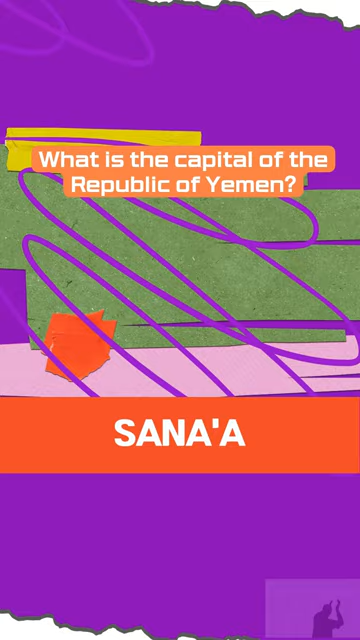 What is the capital of the
Republic of Yemen?
SANA'A